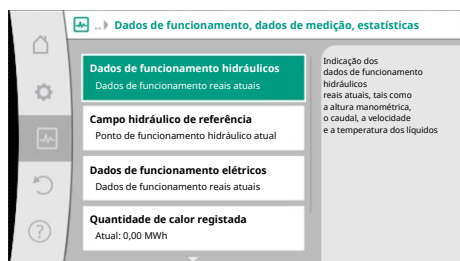 .. Dados de funcionamento, dados de medição, estatísticas
Dados de funcionamento hidráulicos
Dados de funcionamento reais atuais
Campo hidráulico de referência
Ponto de funcionamento hidráulico atual
Dados de funcionamento elétricos
Dados de funcionamento reais atuais
Quantidade de calor registada
Atual: 0,00 MWh
Indicação dos
dados de funcionamento
hidráulicos
reais atuais, tais como
a altura manométrica,
o caudal, a velocidade
e a temperatura dos líquidos